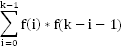 k−1
∑ f(i) * f(k − i − 1)
i=0